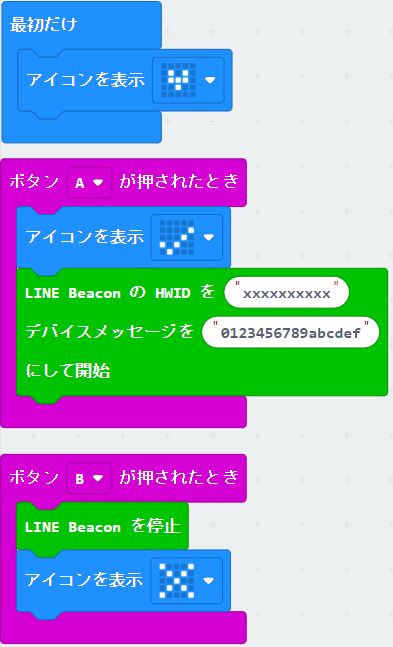 最初だけ
アイコンを表示
ボタン A が押されたとき
アイコンを表示
LINE Beacon の HWID を "xxxxxxxxxx"
デバイスメッセージを "0123456789abcdef"
にして開始
ボタン B が押されたとき
LINE Beacon を停止
アイコンを表示